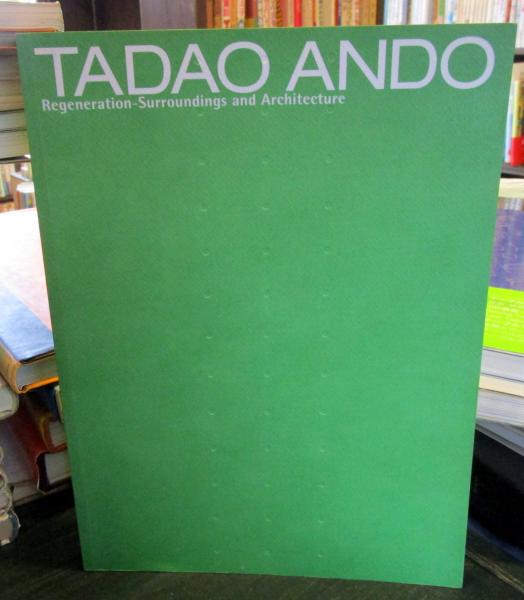 TADAO ANDO
Regeneration-Surroundings and Architecture